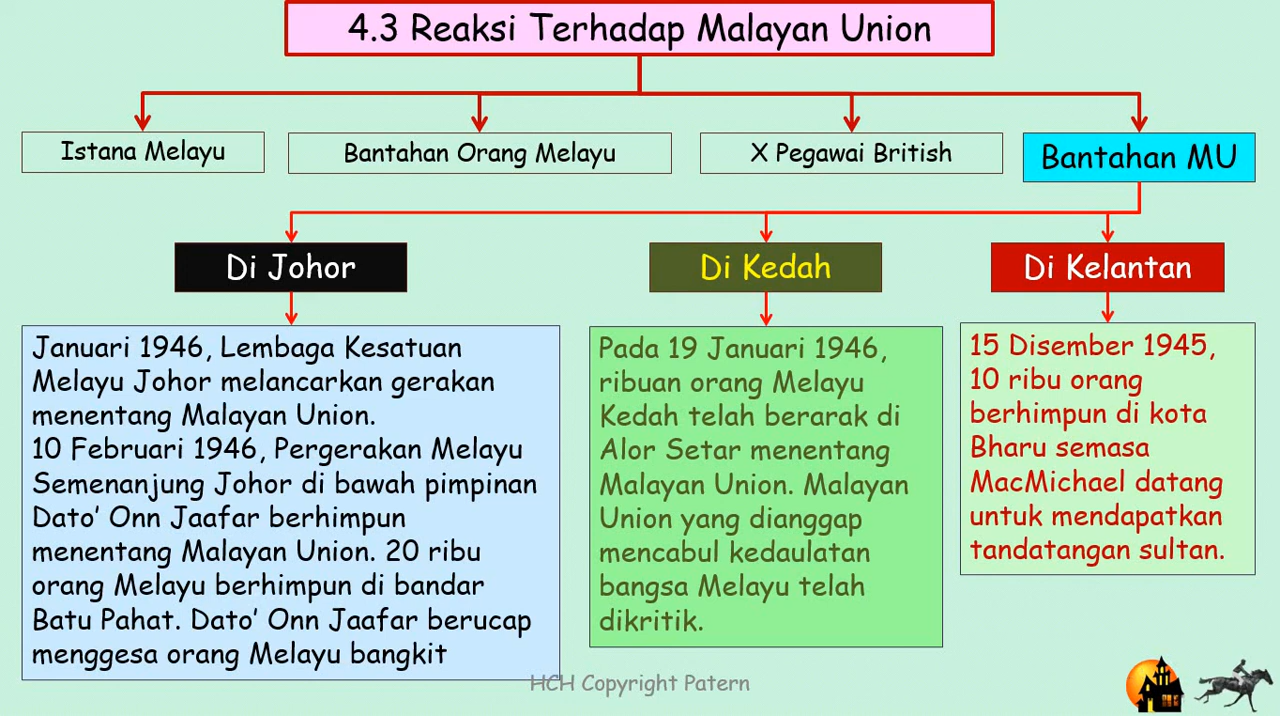 4.3 Reaksi Terhadap Malayan Union
Istana Melayu
Bantahan Orang Melayu
X Pegawai British
Bantahan MU
Di Johor
Di Kedah
Di Kelantan
Januari 1946, Lembaga Kesatuan
Melayu Johor melancarkan gerakan
menentang Malayan Union.
10 Februari 1946, Pergerakan Melayu
Semenanjung Johor di bawah pimpinan
Dato' Onn Jaafar berhimpun
menentang Malayan Union. 20 ribu
orang Melayu berhimpun di bandar
Batu Pahat. Dato' Onn Jaafar berucap
menggesa orang Melayu bangkit
Pada 19 Januari 1946,
ribuan orang Melayu
Kedah telah berarak di
Alor Setar menentang
Malayan Union. Malayan
Union yang dianggap
mencabul kedaulatan
bangsa Melayu telah
dikritik.
15 Disember 1945,
10 ribu orang
berhimpun di kota
Bharu semasa
MacMichael datang
untuk mendapatkan
tandatangan sultan.
HCH Copyright Patern